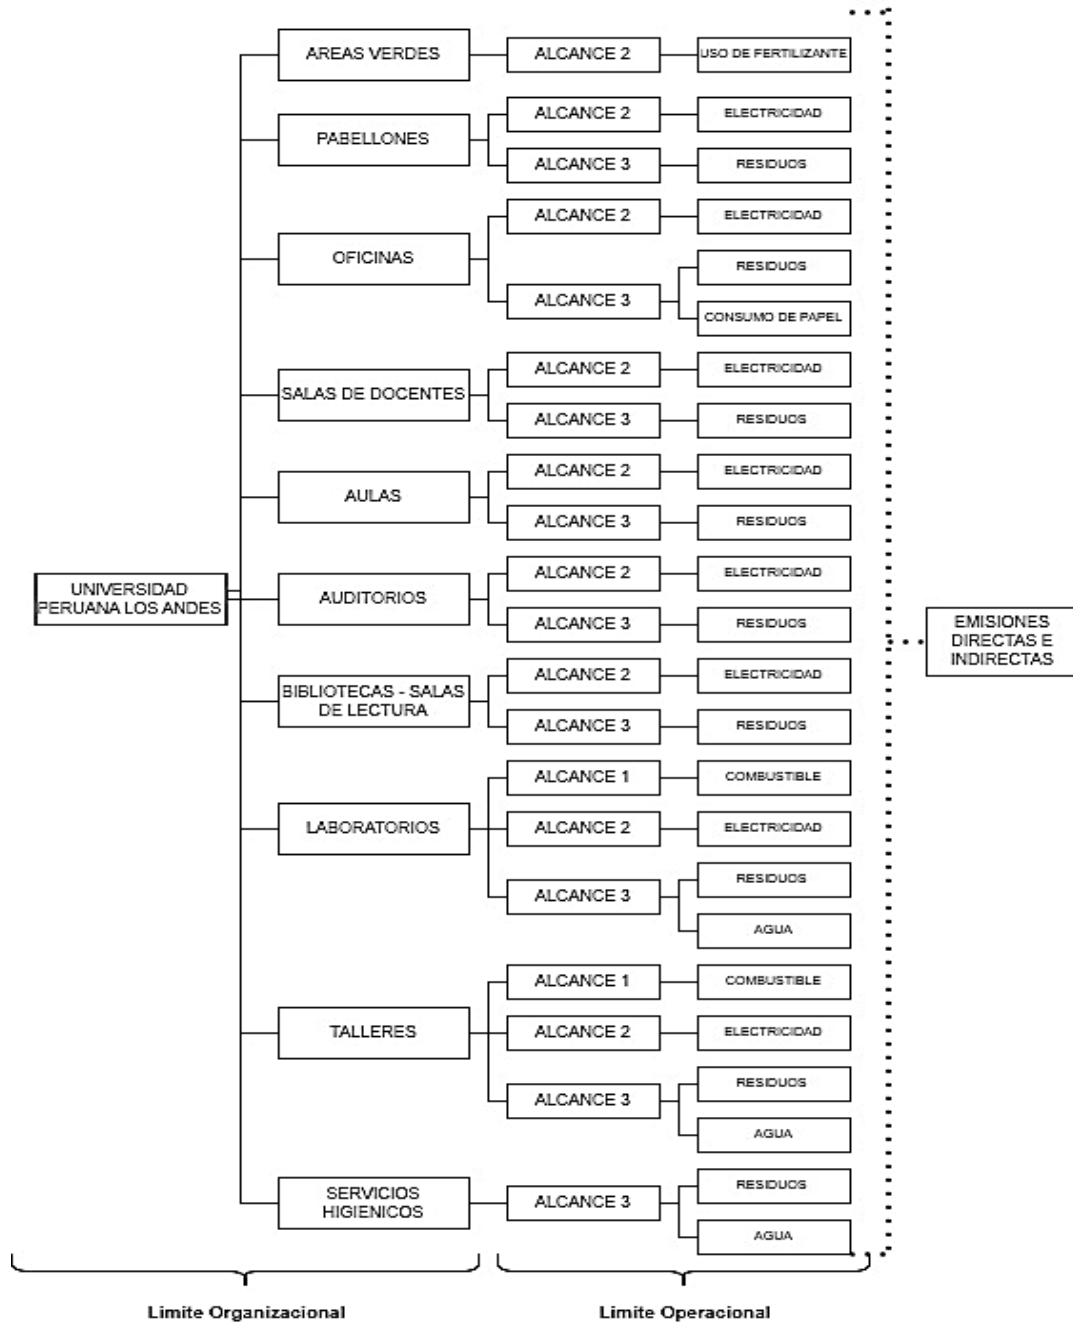 AREAS VERDES
ALCANCE 2
USO DE FERTILIZANTE
PABELLONES
ALCANCE 2
ELECTRICIDAD
ALCANCE 3
RESIDUOS
OFICINAS
ALCANCE 2
ELECTRICIDAD
ALCANCE 3
RESIDUOS
CONSUMO DE PAPEL
SALAS DE DOCENTES
ALCANCE 2
ELECTRICIDAD
ALCANCE 3
RESIDUOS
AULAS
ALCANCE 2
ELECTRICIDAD
ALCANCE 3
RESIDUOS
UNIVERSIDAD
PERUANA LOS ANDES
AUDITORIOS
ALCANCE 2
ELECTRICIDAD
ALCANCE 3
RESIDUOS
EMISIONES
DIRECTAS E
INDIRECTAS
BIBLIOTECAS - SALAS
DE LECTURA
ALCANCE 2
ELECTRICIDAD
ALCANCE 3
RESIDUOS
LABORATORIOS
ALCANCE 1
COMBUSTIBLE
ALCANCE 2
ELECTRICIDAD
ALCANCE 3
RESIDUOS
AGUA
TALLERES
ALCANCE 1
COMBUSTIBLE
ALCANCE 2
ELECTRICIDAD
ALCANCE 3
RESIDUOS
AGUA
SERVICIOS
HIGIENICOS
ALCANCE 3
RESIDUOS
AGUA
Limite Organizacional
Limite Operacional